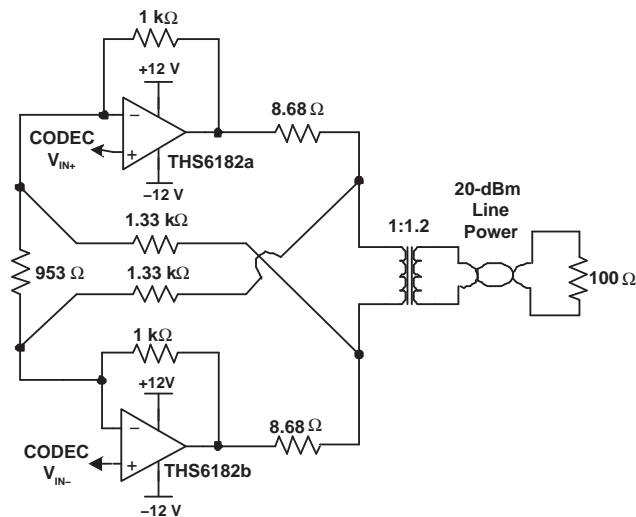 1 kΩ
+12 V
−
CODEC
VIN+
+
THS6182a
−12 V
8.68 Ω
1.33 kΩ
953 Ω
1.33 kΩ
1:1.2
20-dBm
Line
Power
100 Ω
1 kΩ
+12V
−
CODEC
VIN−
+
THS6182b
−12 V
8.68 Ω